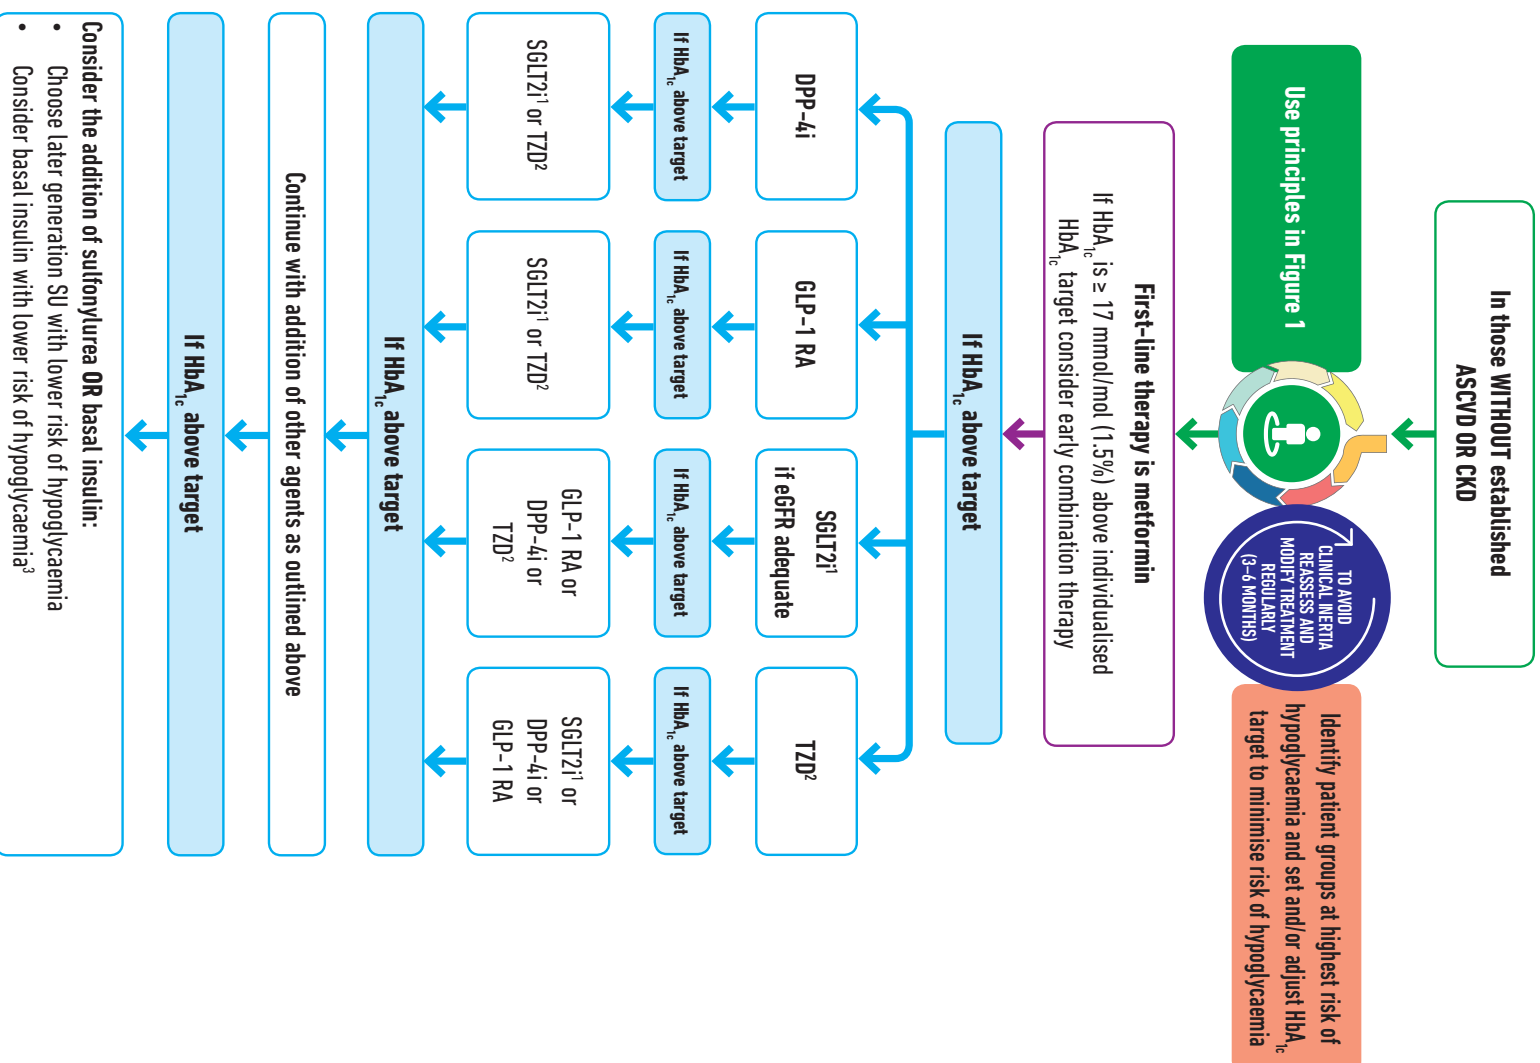 In those WITHOUT established
ASCVD OR CKD
Use principles in Figure 1
TO AVOID
CLINICAL INERTIA
REASSESS AND
MODIFY TREATMENT
REGULARLY
(3–6 MONTHS)
Identify patient groups at highest risk of
hypoglycaemia and set and/or adjust HbA1c
target to minimise risk of hypoglycaemia
First-line therapy is metformin
If HbA1c is ≥ 17 mmol/mol (1.5%) above individualised
HbA1c target consider early combination therapy
If HbA1c above target
DPP-4i
If HbA1c above target
SGLT2i¹ or TZD²
GLP-1 RA
If HbA1c above target
SGLT2i¹ or TZD²
SGLT2i¹
if eGFR adequate
If HbA1c above target
GLP-1 RA or
DPP-4i or
TZD²
TZD²
If HbA1c above target
SGLT2i¹ or
DPP-4i or
GLP-1 RA
If HbA1c above target
Continue with addition of other agents as outlined above
If HbA1c above target
Consider the addition of sulfonylurea OR basal insulin:
• Choose later generation SU with lower risk of hypoglycaemia
• Consider basal insulin with lower risk of hypoglycaemia³